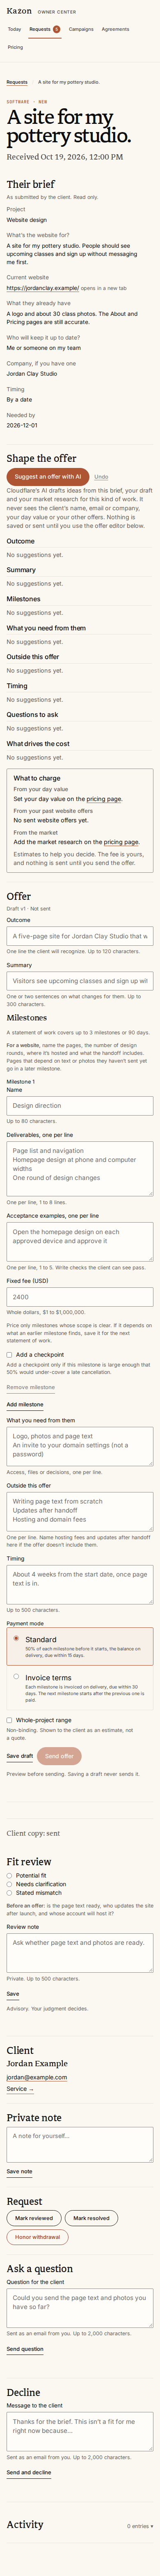 Kazon OWNER CENTER
Today Requests 1 Campaigns Agreements
Pricing
Requests · A site for my pottery studio.
SOFTWARE · NEW
A site for my
pottery studio.
Received Oct 19, 2026, 12:00 PM
Their brief
As submitted by the client. Read only.
Project
Website design
What's the website for?
A site for my pottery studio. People should see
upcoming classes and sign up without messaging
me first.
Current website
https://jordanclay.example/ opens in a new tab
What they already have
A logo and about 30 class photos. The About and
Pricing pages are still accurate.
Who will keep it up to date?
Me or someone on my team
Company, if you have one
Jordan Clay Studio
Timing
By a date
Needed by
2026-12-01
Shape the offer
Suggest an offer with AI Undo
Cloudflare's AI drafts ideas from this brief, your draft
and your market research for this kind of work. It
never sees the client's name, email or company,
your day value or your other offers. Nothing is
saved or sent until you use the offer editor below.
Outcome
No suggestions yet.
Summary
No suggestions yet.
Milestones
No suggestions yet.
What you need from them
No suggestions yet.
Outside this offer
No suggestions yet.
Timing
No suggestions yet.
Questions to ask
No suggestions yet.
What drives the cost
No suggestions yet.
What to charge
From your day value
Set your day value on the pricing page.
From your past website offers
No sent website offers yet.
From the market
Add the market research on the pricing page.
Estimates to help you decide. The fee is yours,
and nothing is sent until you send the offer.
Offer
Draft v1 · Not sent
Outcome
A five-page site for Jordan Clay Studio that w
One line the client will recognize. Up to 120 characters.
Summary
Visitors see upcoming classes and sign up wit
One or two sentences on what changes for them. Up to
300 characters.
Milestones
A statement of work covers up to 3 milestones or 90 days.
For a website, name the pages, the number of design
rounds, where it's hosted and what the handoff includes.
Pages that depend on text or photos they haven't sent yet
go in a later milestone.
Milestone 1
Name
Design direction
Up to 80 characters.
Deliverables, one per line
Page list and navigation
Homepage design at phone and computer
widths
One round of design changes
One per line, 1 to 8 lines.
Acceptance examples, one per line
Open the homepage design on each
approved device and approve it
One per line, 1 to 5. Write checks the client can see pass.
Fixed fee (USD)
2400
Whole dollars, $1 to $1,000,000.
Price only milestones whose scope is clear. If it depends on
what an earlier milestone finds, save it for the next
statement of work.
Add a checkpoint
Add a checkpoint only if this milestone is large enough that
50% would under-cover a late cancellation.
Remove milestone
Add milestone
What you need from them
Logo, photos and page text
An invite to your domain settings (not a
password)
Access, files or decisions, one per line.
Outside this offer
Writing page text from scratch
Updates after handoff
Hosting and domain fees
One per line. Name hosting fees and updates after handoff
here if the offer doesn't include them.
Timing
About 4 weeks from the start date, once page
text is in.
Up to 500 characters.
Payment mode
Standard
50% of each milestone before it starts, the balance on
delivery, due within 15 days.
Invoice terms
Each milestone is invoiced on delivery, due within 30
days. The next milestone starts after the previous one is
paid.
Whole-project range
Non-binding. Shown to the client as an estimate, not
a quote.
Save draft Send offer
Preview before sending. Saving a draft never sends it.
Client copy: sent
Fit review
Potential fit
Needs clarification
Stated mismatch
Before an offer: is the page text ready, who updates the site
after launch, and whose account will host it?
Review note
Ask whether page text and photos are ready.
Private. Up to 500 characters.
Save
Advisory. Your judgment decides.
Client
Jordan Example
jordan@example.com
Service →
Private note
A note for yourself...
Save note
Request
Mark reviewed Mark resolved
Honor withdrawal
Ask a question
Question for the client
Could you send the page text and photos you
have so far?
Sent as an email from you. Up to 2,000 characters.
Send question
Decline
Message to the client
Thanks for the brief. This isn't a fit for me
right now because...
Sent as an email from you. Up to 2,000 characters.
Send and decline
Activity 0 entries ▾